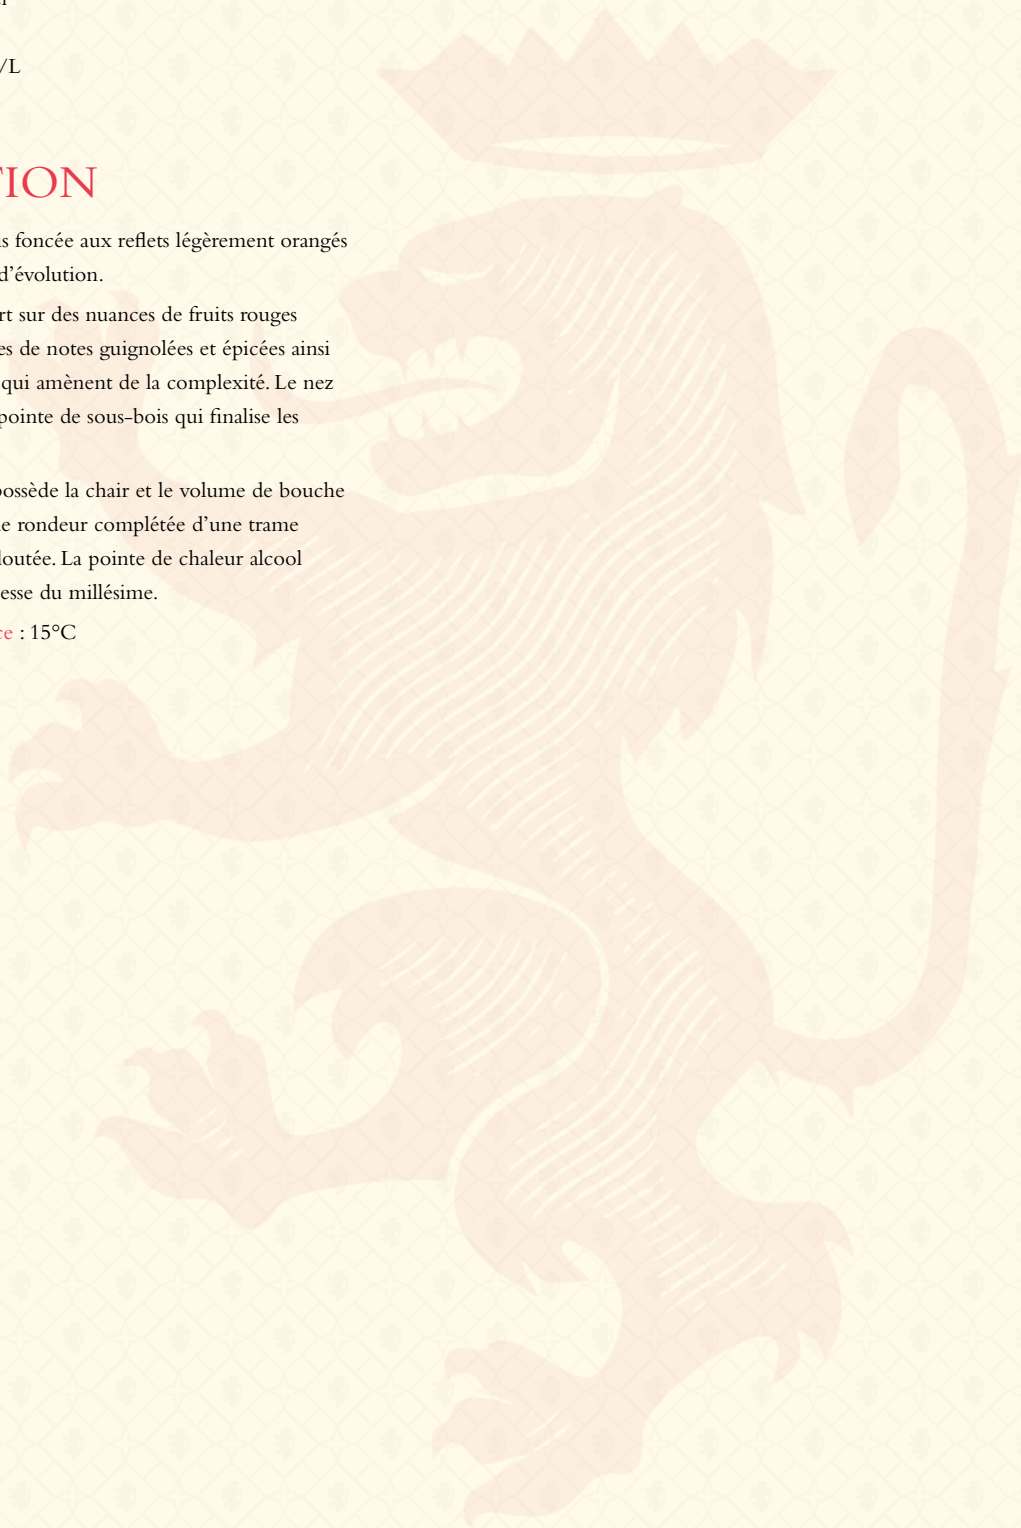 /L
TION
s foncée aux reflets légèrement orangés
d’évolution.
rt sur des nuances de fruits rouges
es de notes guignolées et épicées ainsi
qui amènent de la complexité. Le nez
pointe de sous-bois qui finalise les
possède la chair et le volume de bouche
e rondeur complétée d’une trame
loutée. La pointe de chaleur alcool
esse du millésime.
ce : 15°C